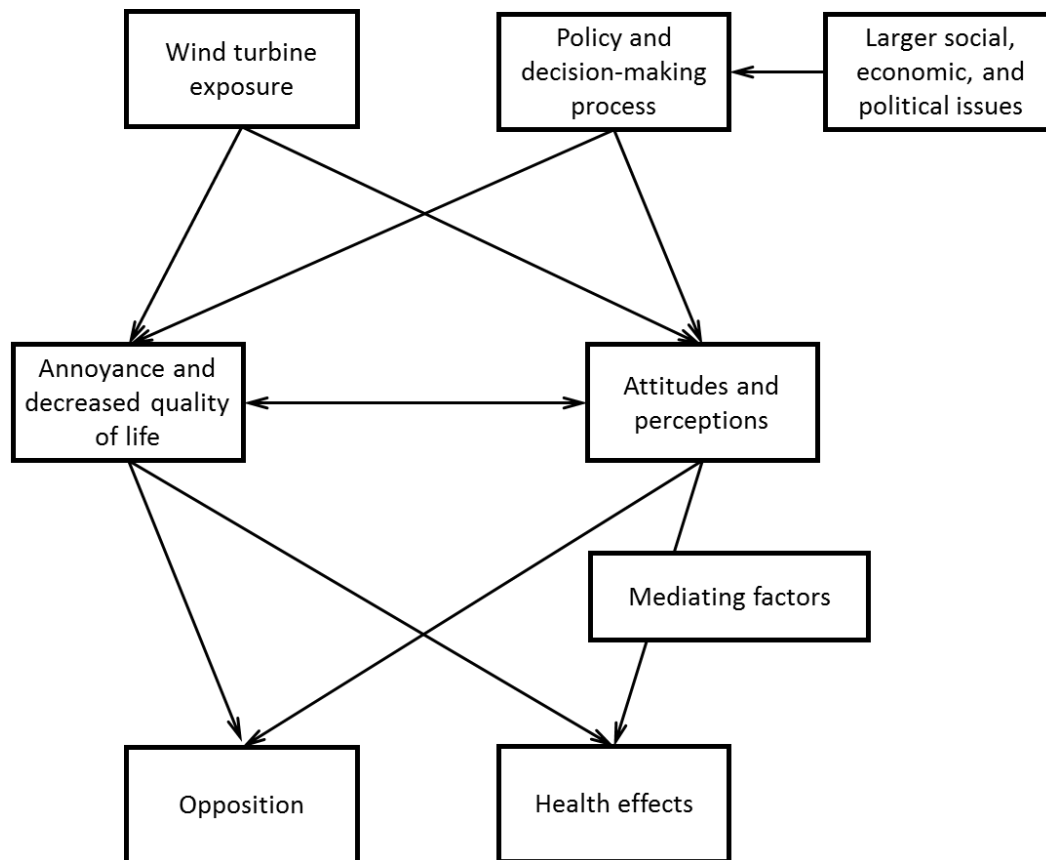 Wind turbine
exposure
Policy and
decision-making
process
Larger social,
economic, and
political issues
Annoyance and
decreased quality
of life
Attitudes and
perceptions
Mediating factors
Opposition
Health effects